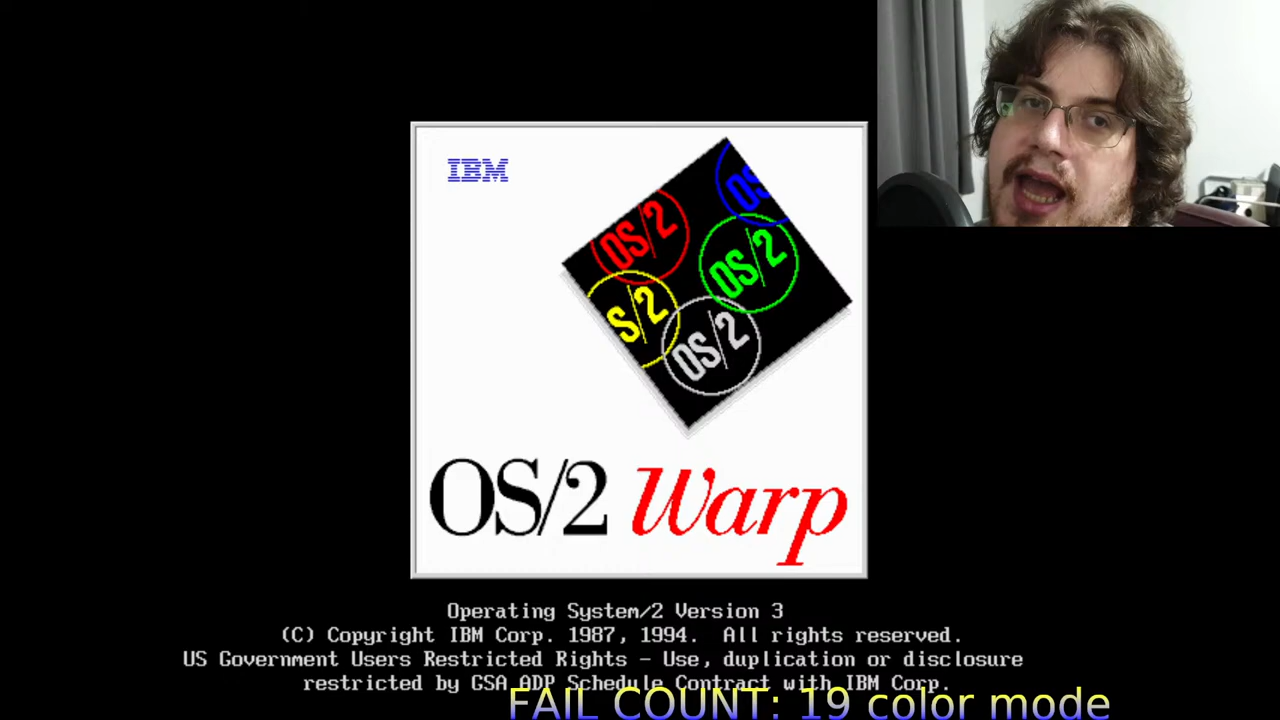 IBM
OS
OS/2
OS/2
S/2
OS/2
OS/2 Warp
Operating System/2 Version 3
(C) Copyright IBM Corp. 1987, 1994. All rights reserved.
US Government Users Restricted Rights - Use, duplication or disclosure
restricted by GSA ADP Schedule Contract with IBM Corp.
FAIL COUNT: 19 color mode